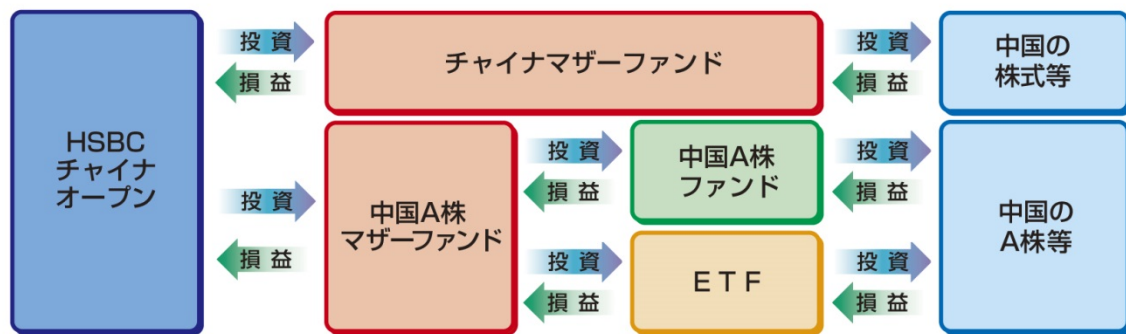 HSBC
チャイナ
オープン
投資
損益
チャイナマザーファンド
投資
損益
中国の
株式等
投資
損益
中国A株
マザーファンド
投資
損益
中国A株
ファンド
投資
損益
投資
損益
ETF
投資
損益
中国の
A株等